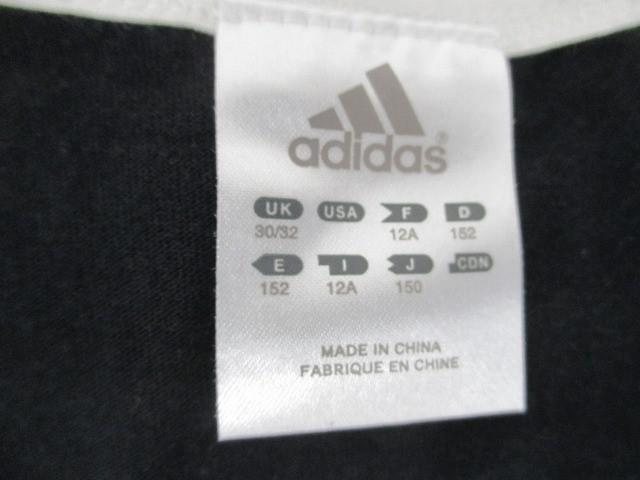 adidas®
UK USA F D
30/32 12A 152
E I J CDN
152 12A 150
MADE IN CHINA
FABRIQUE EN CHINE